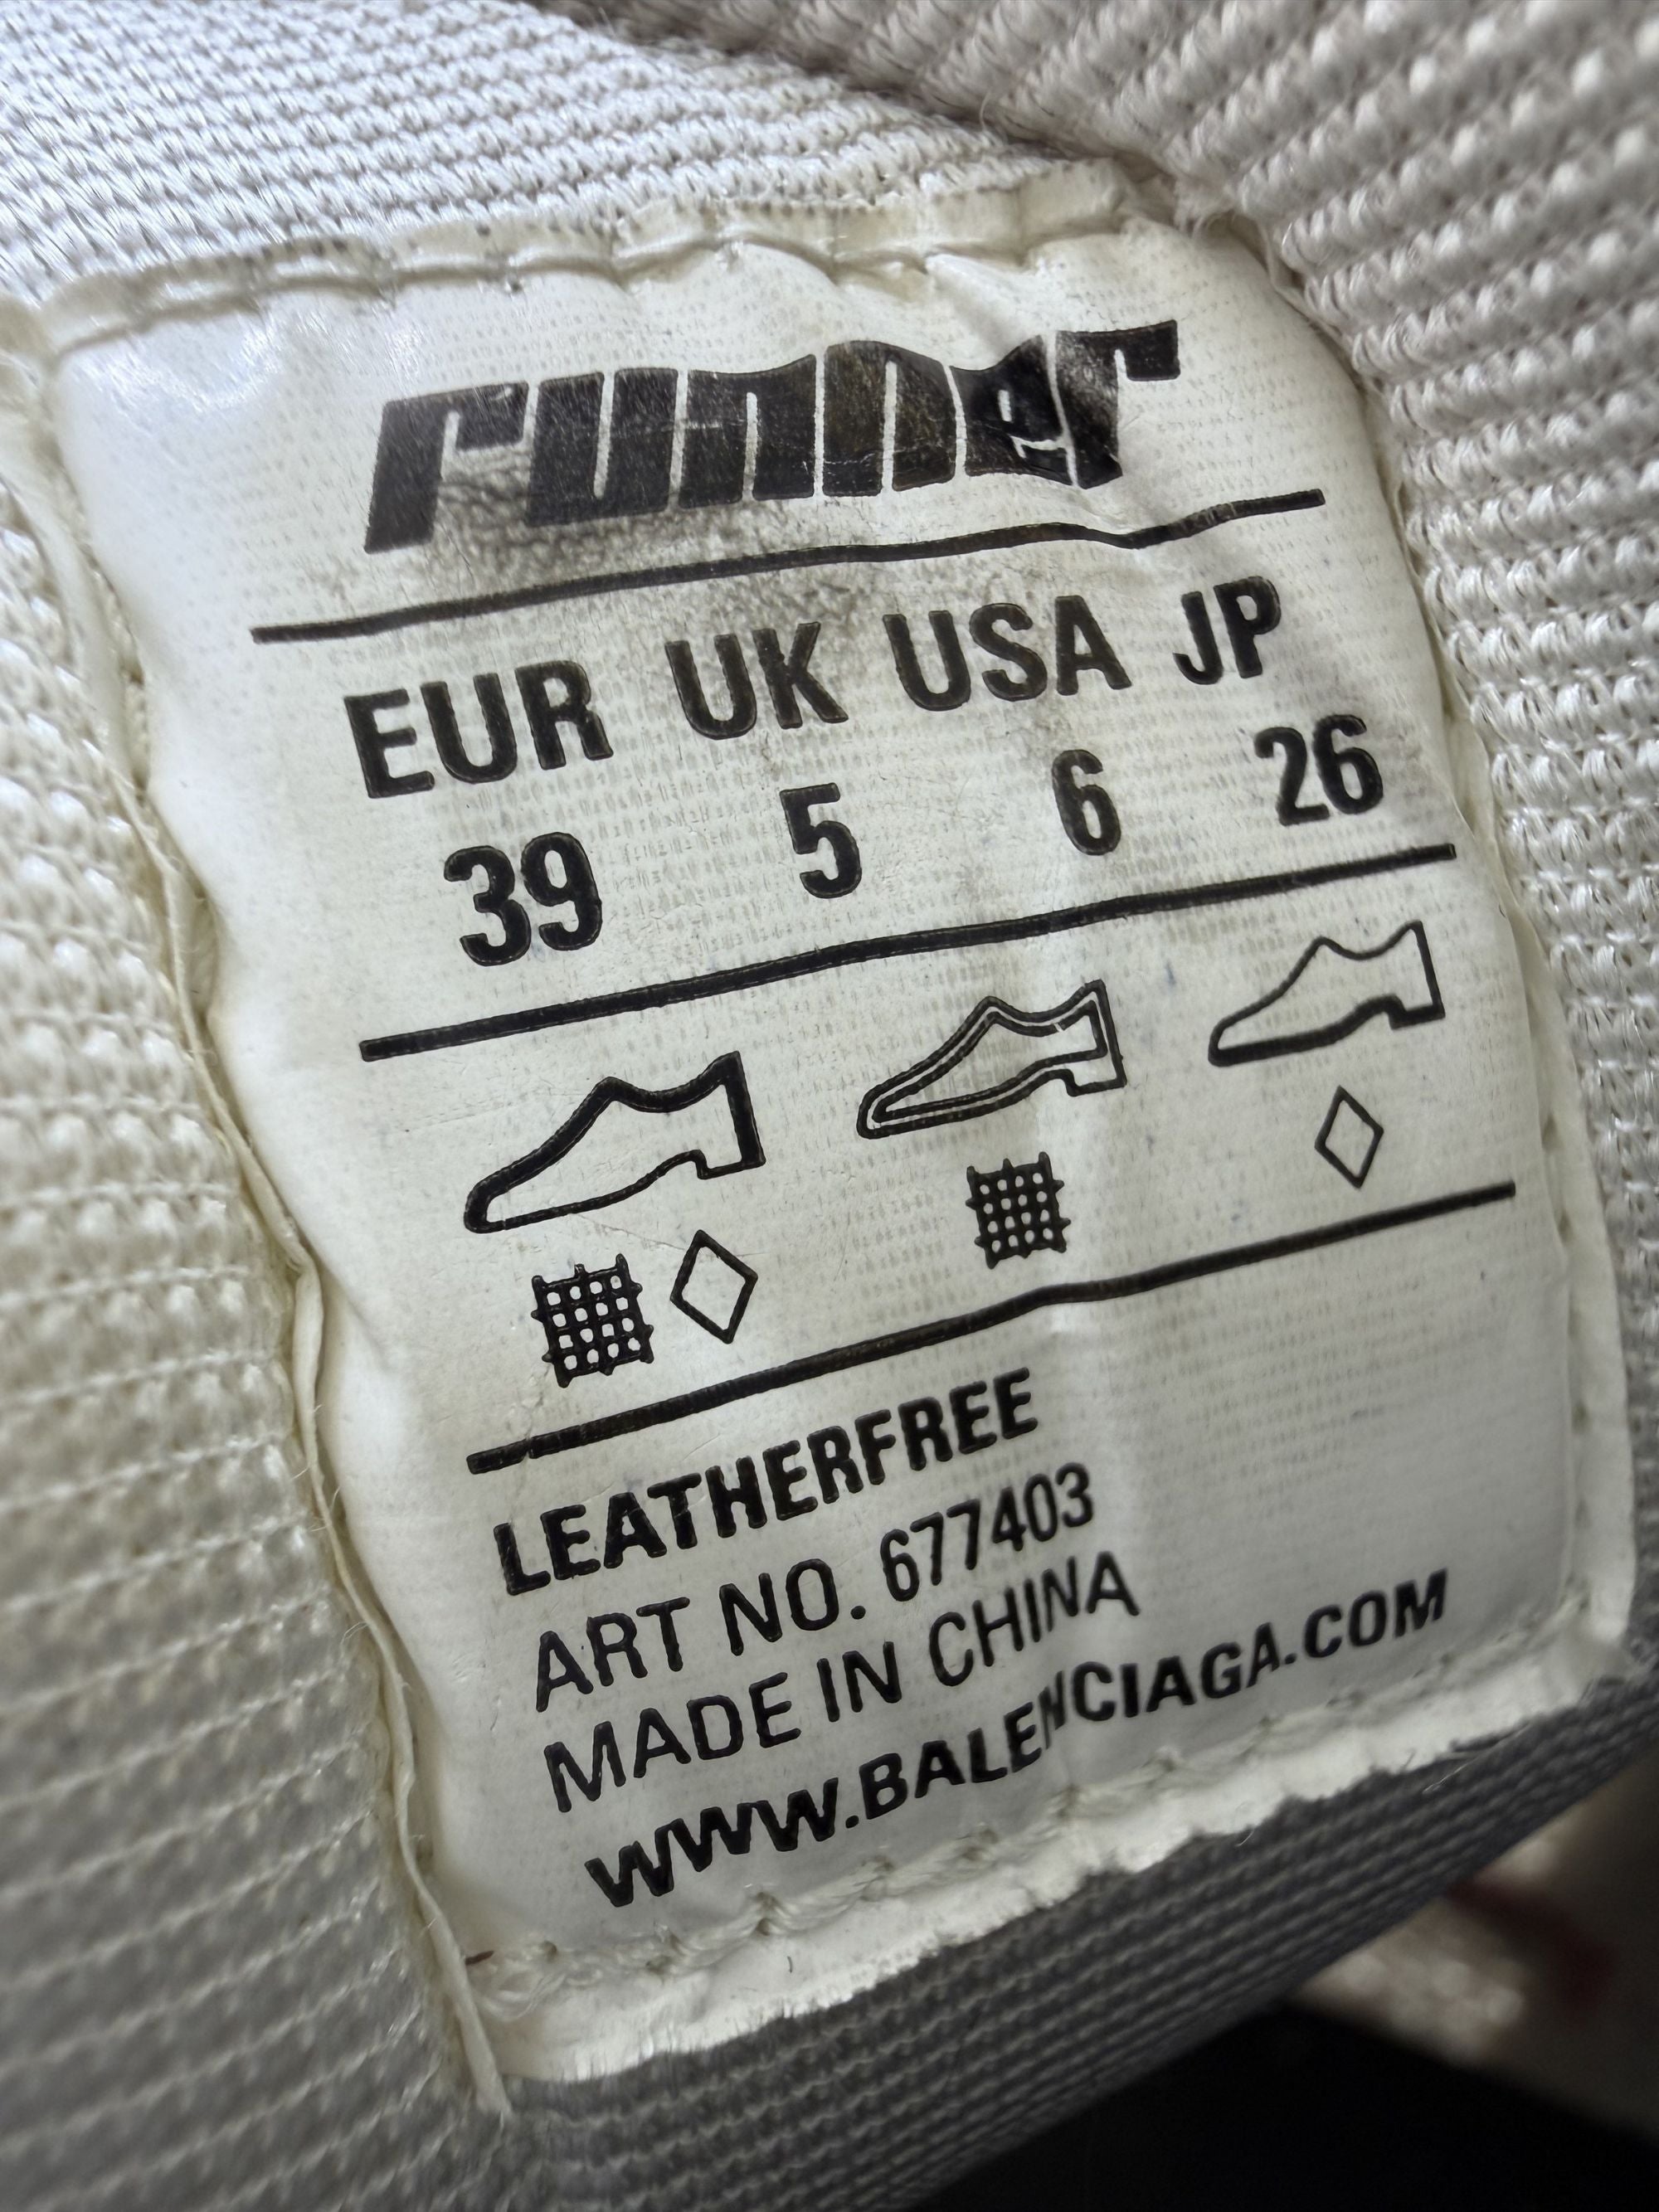 runner
EUR UK USA JP
39 5 6 26
LEATHERFREE
ART NO. 677403
MADE IN CHINA
WWW.BALENCIAGA.COM